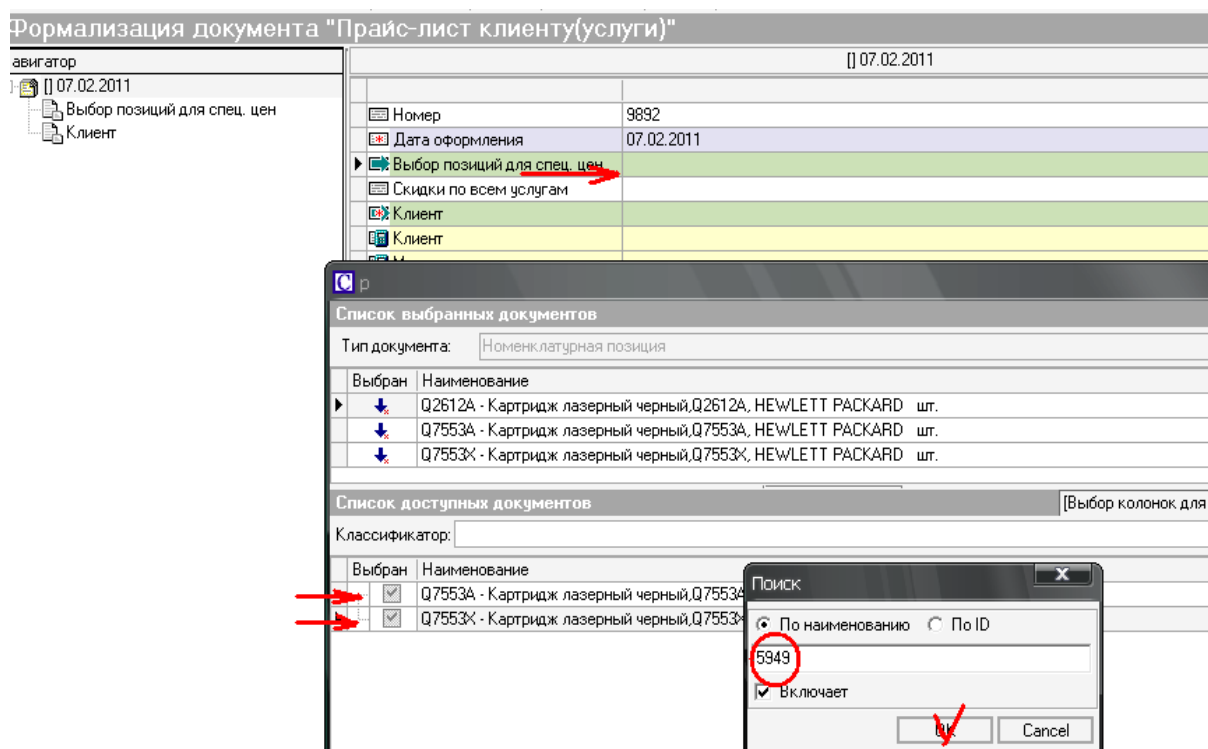 Формализация документа "Прайс-лист клиенту(услуги)"
авигатор
[] 07.02.2011
[] 07.02.2011
Выбор позиций для спец. цен
Клиент
Номер 9892
Дата оформления 07.02.2011
Выбор позиций для спец. цен
Скидки по всем услугам
Клиент
Клиент
C р
Список выбранных документов
Тип документа: Номенклатурная позиция
Выбран Наименование
Q2612A - Картридж лазерный черный,Q2612A, HEWLETT PACKARD шт.
Q7553A - Картридж лазерный черный,Q7553A, HEWLETT PACKARD шт.
Q7553X - Картридж лазерный черный,Q7553X, HEWLETT PACKARD шт.
Список доступных документов [Выбор колонок для
Классификатор:
Выбран Наименование
Q7553A - Картридж лазерный черный,Q7553A
Q7553X - Картридж лазерный черный,Q7553X
Поиск X
По наименованию По ID
5949
Включает
OK Cancel